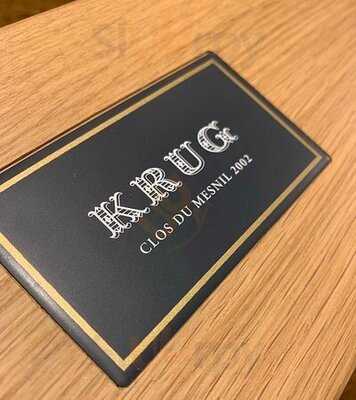 KRUG
CLOS DU MESNIL 2002